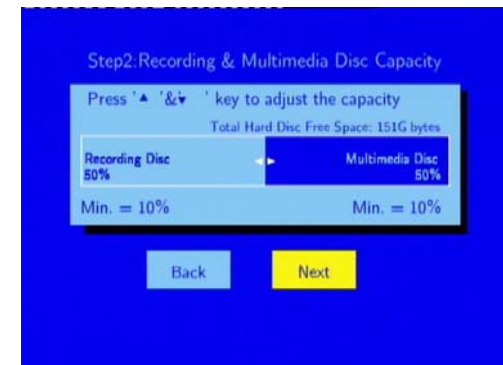 Step2:Recording & Multimedia Disc Capacity
Press '▲ '&▼ ' key to adjust the capacity
Total Hard Disc Free Space: 151G bytes
Recording Disc
50%
Multimedia Disc
50%
Min. = 10%
Min. = 10%
Back
Next